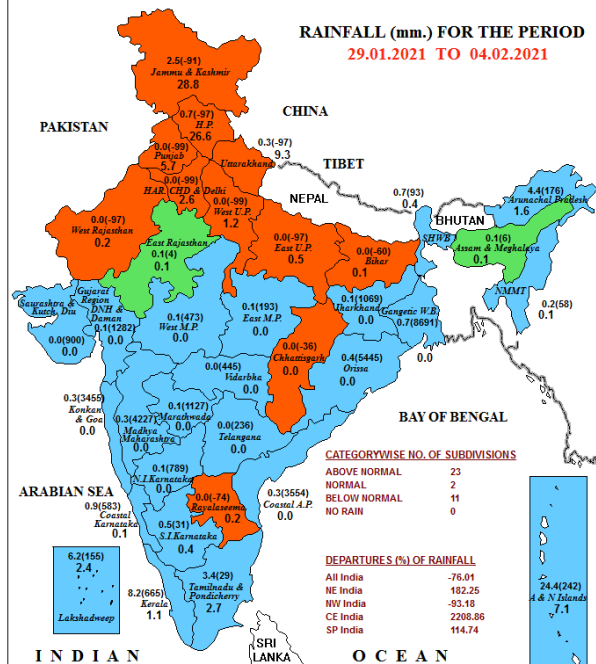 RAINFALL (mm.) FOR THE PERIOD
29.01.2021 TO 04.02.2021
2.5(-91)
Jammu & Kashmir
28.8
CHINA
PAKISTAN
0.7(-97)
H.P.
26.6
0.0(-99)
Punjab
5.7
0.3(-97)
9.3
Uttarakhand
TIBET
0.0(-99)
HAR. CHD & Delhi
2.6
NEPAL
0.0(-99)
West U.P.
1.2
0.7(93)
0.4
4.4(176)
Arunachal Pradesh
1.6
BHUTAN
0.0(-97)
West Rajasthan
0.2
East Rajasthan
0.1(4)
0.1
0.0(-97)
East U.P.
0.5
0.0(-60)
Bihar
0.1
SHWB
0.1(6)
Assam & Meghalaya
0.1
Saurashtra &
Kutch, Diu
0.0(900)
0.0
Gujarat
Region
DNH &
Daman
0.1(1282)
0.0
0.1(473)
West M.P.
0.0
0.1(193)
East M.P.
0.0
0.1(1069)
Jharkhand
0.0
Gangetic W.B.
0.7(8691)
0.0
NMMT
0.2(58)
0.1
0.0(-36)
Chhattisgarh
0.0
0.4(5445)
Orissa
0.0
0.0(445)
Vidarbha
0.0
0.3(3455)
Konkan
& Goa
0.0
0.3(4227)
Madhya
Maharashtra
0.0
0.1(1127)
Marathwada
0.0
0.0(236)
Telangana
0.0
BAY OF BENGAL
CATEGORYWISE NO. OF SUBDIVISIONS
ABOVE NORMAL 23
NORMAL 2
BELOW NORMAL 11
NO RAIN 0
0.1(789)
N.I.Karnataka
0.0
ARABIAN SEA
0.9(583)
Coastal
Karnataka
0.1
0.0(-74)
Rayalaseema
0.2
0.3(3554)
Coastal A.P.
0.0
0.5(31)
S.I.Karnataka
0.4
6.2(155)
2.4
Lakshadweep
DEPARTURES (%) OF RAINFALL
All India -76.01
NE India 182.25
NW India -93.18
CE India 2208.86
SP India 114.74
3.4(29)
Tamilnadu &
Pondicherry
2.7
8.2(665)
Kerala
1.1
24.4(242)
A & N Islands
7.1
SRI
LANKA
INDIAN OCEAN